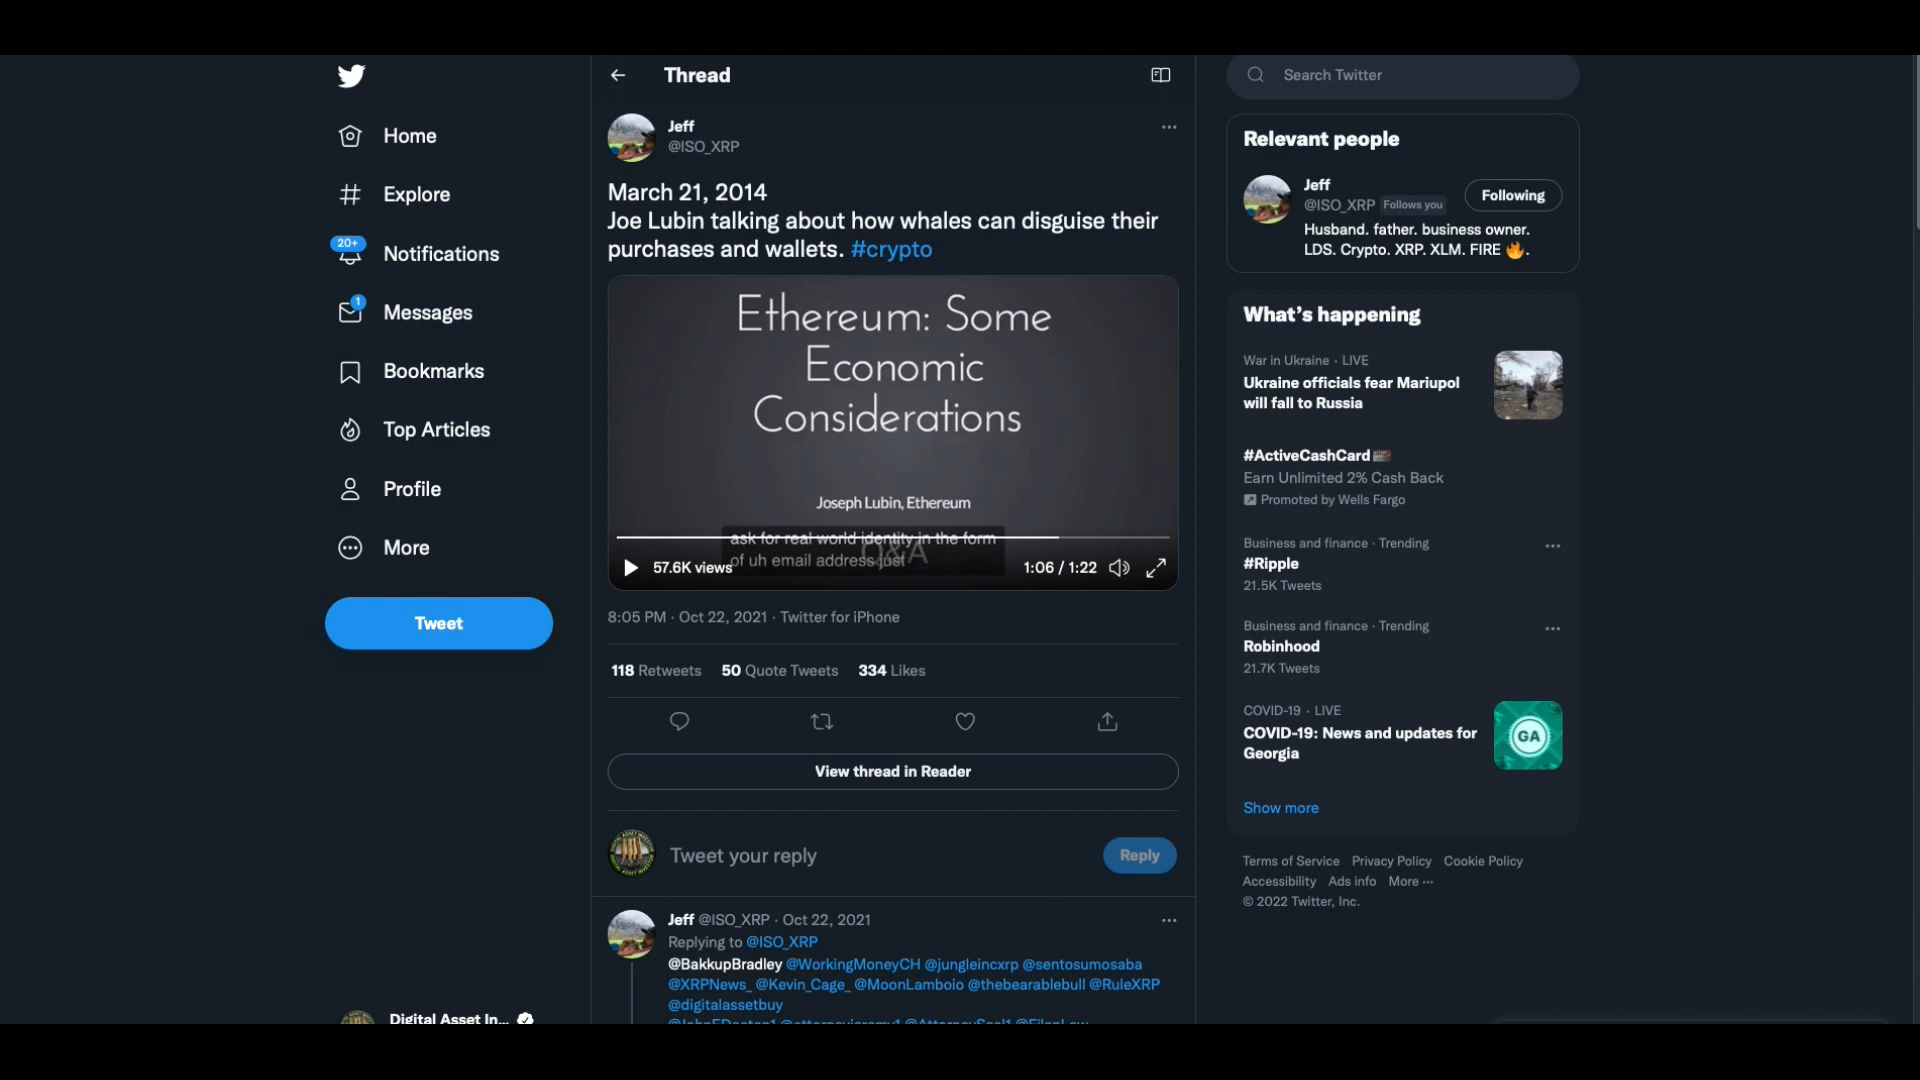 Home
Explore
20+
Notifications
1
Messages
Bookmarks
Top Articles
Profile
More
Tweet
Digital Asset In...
Thread
Jeff
@ISO_XRP
March 21, 2014
Joe Lubin talking about how whales can disguise their
purchases and wallets. #crypto
Ethereum: Some
Economic
Considerations
Joseph Lubin, Ethereum
Q&A
ask for real world identity in the form
of uh email address just
57.6K views
1:06 / 1:22
8:05 PM · Oct 22, 2021 · Twitter for iPhone
118 Retweets 50 Quote Tweets 334 Likes
View thread in Reader
Tweet your reply
Reply
Jeff @ISO_XRP · Oct 22, 2021
Replying to @ISO_XRP
@BakkupBradley @WorkingMoneyCH @jungleincxrp @sentosumosaba
@XRPNews_ @Kevin_Cage_ @MoonLamboio @thebearablebull @RuleXRP
@digitalassetbuy
Search Twitter
Relevant people
Jeff
@ISO_XRP Follows you
Following
Husband. father. business owner.
LDS. Crypto. XRP. XLM. FIRE 🔥.
What's happening
War in Ukraine · LIVE
Ukraine officials fear Mariupol
will fall to Russia
#ActiveCashCard
Earn Unlimited 2% Cash Back
Promoted by Wells Fargo
Business and finance · Trending
#Ripple
21.5K Tweets
Business and finance · Trending
Robinhood
21.7K Tweets
COVID-19 · LIVE
COVID-19: News and updates for
Georgia
GA
Show more
Terms of Service Privacy Policy Cookie Policy
Accessibility Ads info More ···
© 2022 Twitter, Inc.